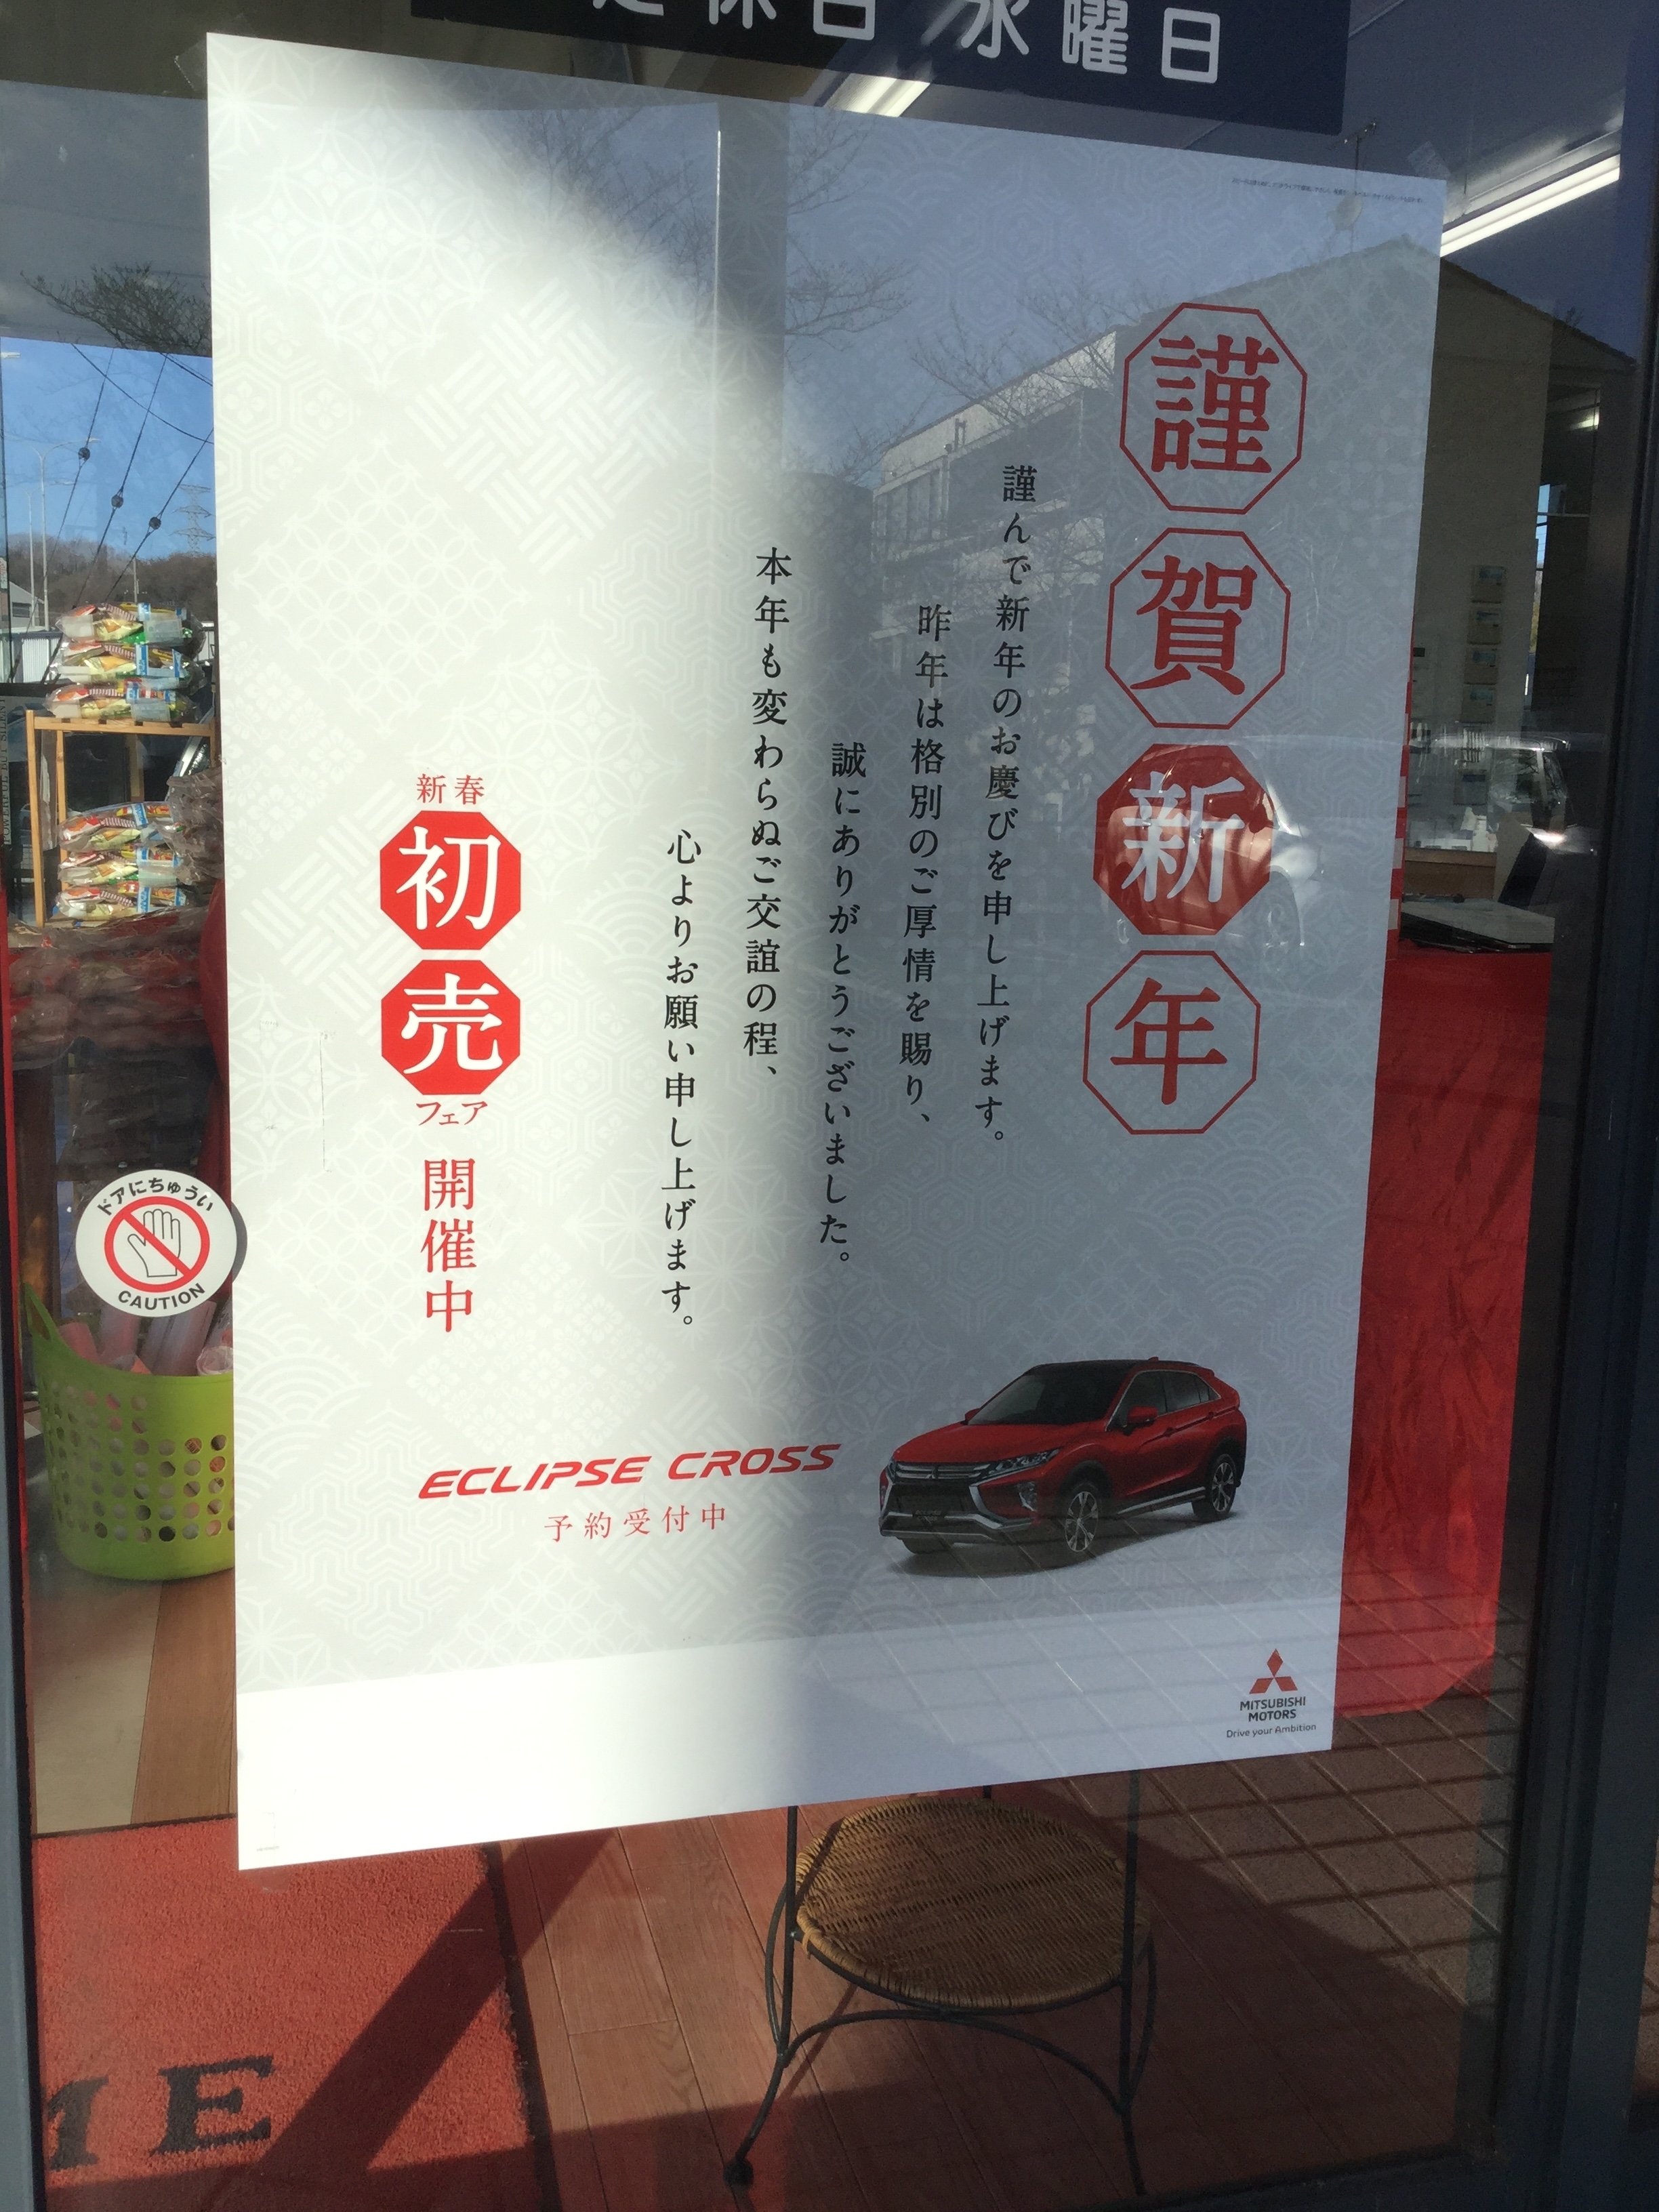 定休日 水曜日
謹賀新年
謹んで新年のお慶びを申し上げます。
昨年は格別のご厚情を賜り、
誠にありがとうございました。
本年も変わらぬご交誼の程、
心よりお願い申し上げます。
新春
初売
フェア
開催中
ECLIPSE CROSS
予約受付中
MITSUBISHI
MOTORS
Drive your Ambition
ドアにちゅうい
CAUTION
ME